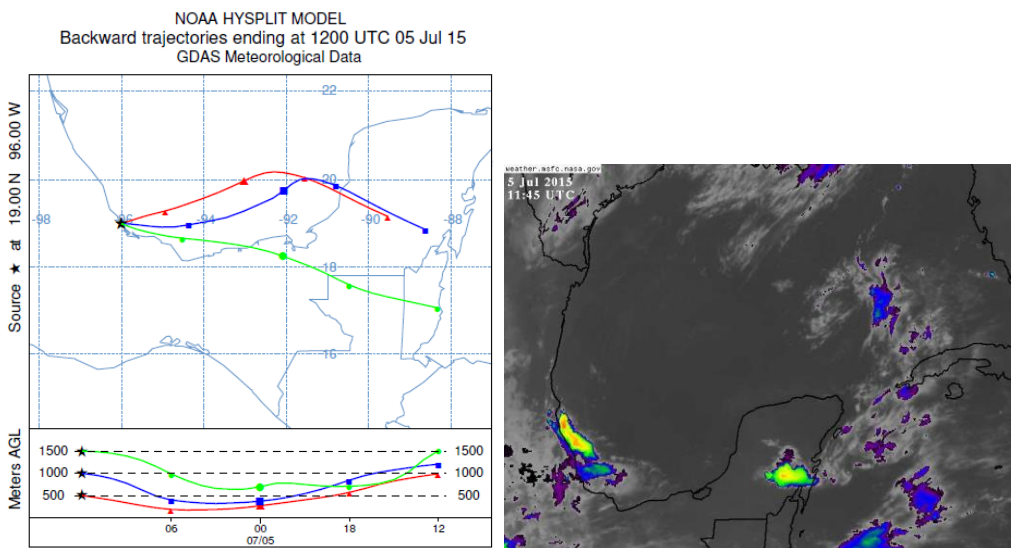 NOAA HYSPLIT MODEL
Backward trajectories ending at 1200 UTC 05 Jul 15
GDAS Meteorological Data
Source ★ at 19.00 N 96.00 W
22
20
-98
-96
-94
-92
-90
-88
18
16
Meters AGL
1500
1500
1000
1000
500
500
06
00
18
12
07/05
weather.msfc.nasa.gov
5 Jul 2015
11:45 UTC